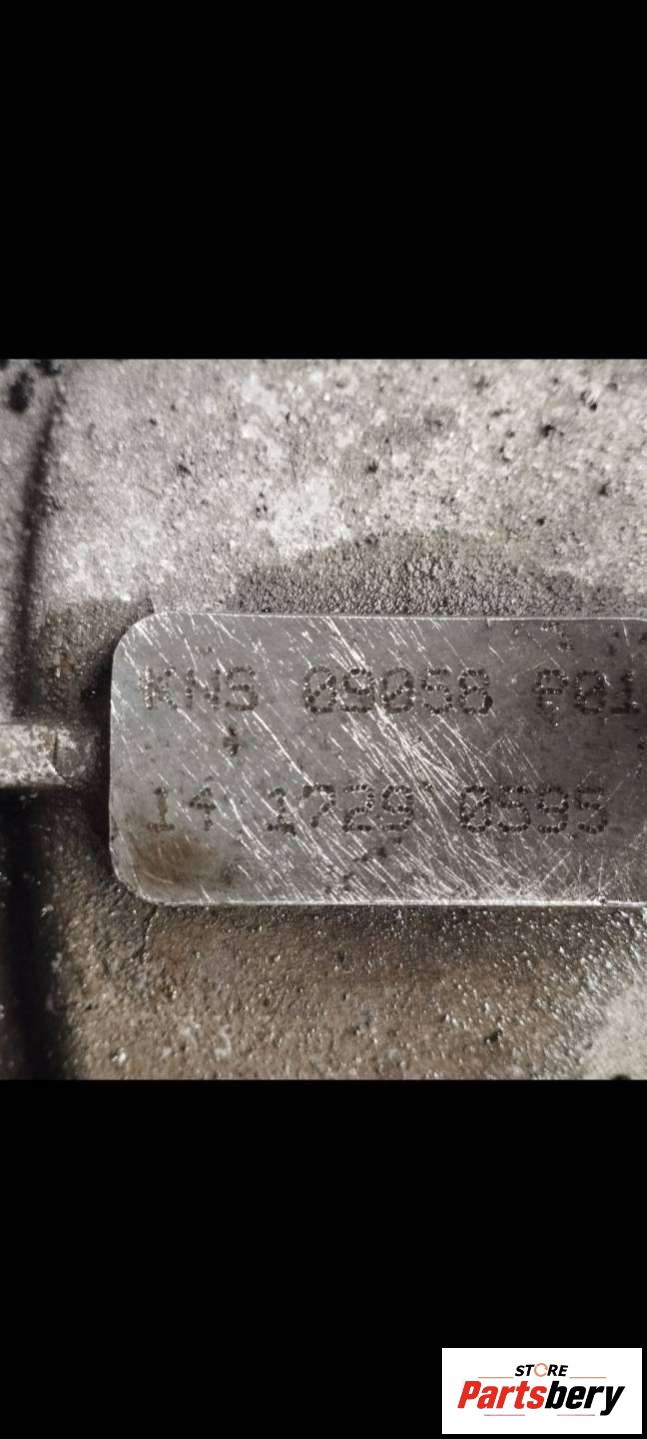 KNS 09058 P01
14 1729 0595
STORE
Partsbery